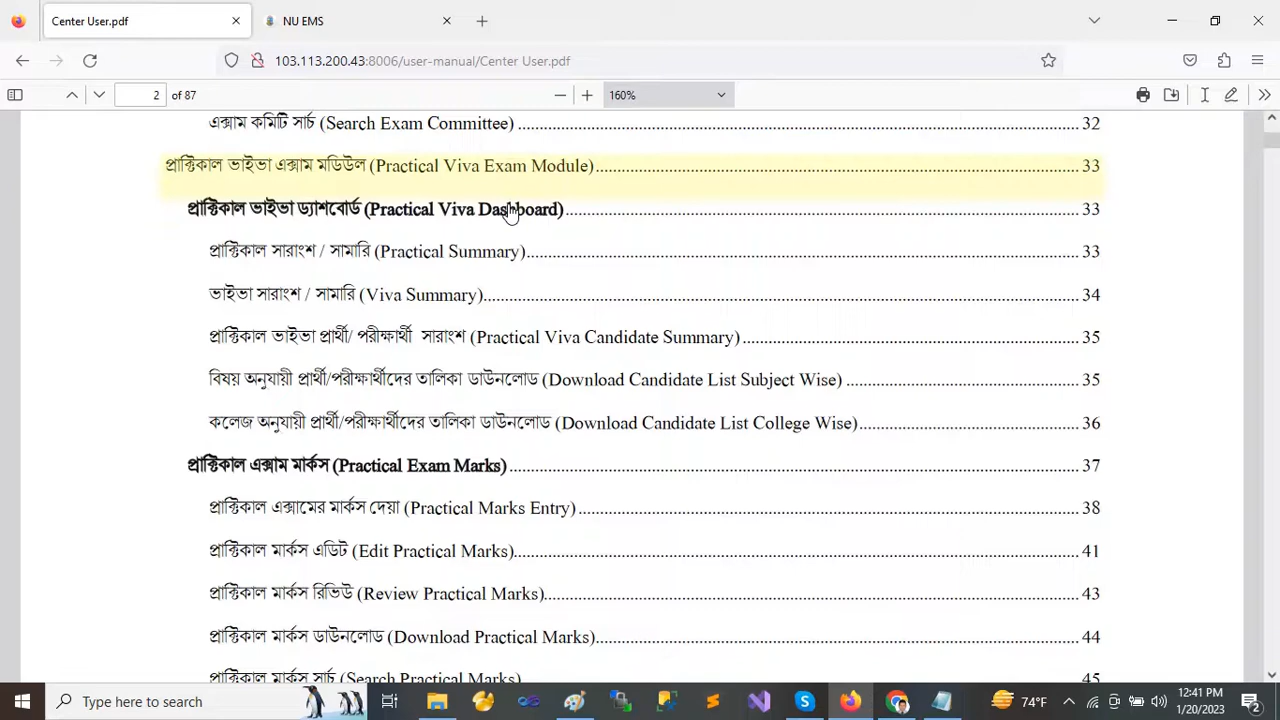 Center User.pdf
NU EMS
103.113.200.43:8006/user-manual/Center User.pdf
2 of 87
160%
এক্সাম কমিটি সার্চ (Search Exam Committee) 32
প্রাক্টিকাল ভাইভা এক্সাম মডিউল (Practical Viva Exam Module) 33
প্রাক্টিকাল ভাইভা ড্যাশবোর্ড (Practical Viva Dashboard) 33
প্রাক্টিকাল সারাংশ / সামারি (Practical Summary) 33
ভাইভা সারাংশ / সামারি (Viva Summary) 34
প্রাক্টিকাল ভাইভা প্রার্থী/ পরীক্ষার্থী সারাংশ (Practical Viva Candidate Summary) 35
বিষয় অনুযায়ী প্রার্থী/পরীক্ষার্থীদের তালিকা ডাউনলোড (Download Candidate List Subject Wise) 35
কলেজ অনুযায়ী প্রার্থী/পরীক্ষার্থীদের তালিকা ডাউনলোড (Download Candidate List College Wise) 36
প্রাক্টিকাল এক্সাম মার্কস (Practical Exam Marks) 37
প্রাক্টিকাল এক্সামের মার্কস দেয়া (Practical Marks Entry) 38
প্রাক্টিকাল মার্কস এডিট (Edit Practical Marks) 41
প্রাক্টিকাল মার্কস রিভিউ (Review Practical Marks) 43
প্রাক্টিকাল মার্কস ডাউনলোড (Download Practical Marks) 44
প্রাক্টিকাল মার্কস সার্চ (Search Practical Marks) 45
Type here to search
74°F
12:41 PM
1/20/2023
2